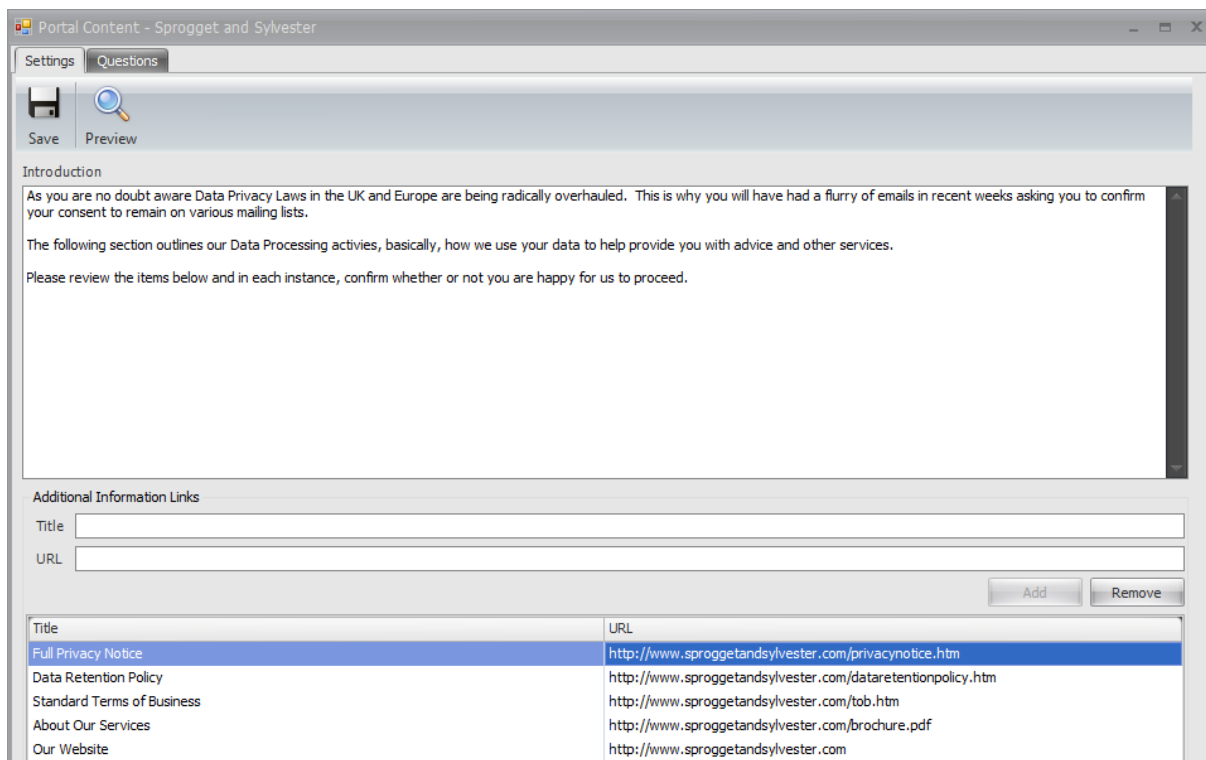 Portal Content - Sprogget and Sylvester
Settings Questions
Save Preview
Introduction
As you are no doubt aware Data Privacy Laws in the UK and Europe are being radically overhauled.  This is why you will have had a flurry of emails in recent weeks asking you to confirm
your consent to remain on various mailing lists.
The following section outlines our Data Processing activies, basically, how we use your data to help provide you with advice and other services.
Please review the items below and in each instance, confirm whether or not you are happy for us to proceed.
Additional Information Links
Title
URL
Add Remove
Title URL
Full Privacy Notice http://www.sproggetandsylvester.com/privacynotice.htm
Data Retention Policy http://www.sproggetandsylvester.com/dataretentionpolicy.htm
Standard Terms of Business http://www.sproggetandsylvester.com/tob.htm
About Our Services http://www.sproggetandsylvester.com/brochure.pdf
Our Website http://www.sproggetandsylvester.com